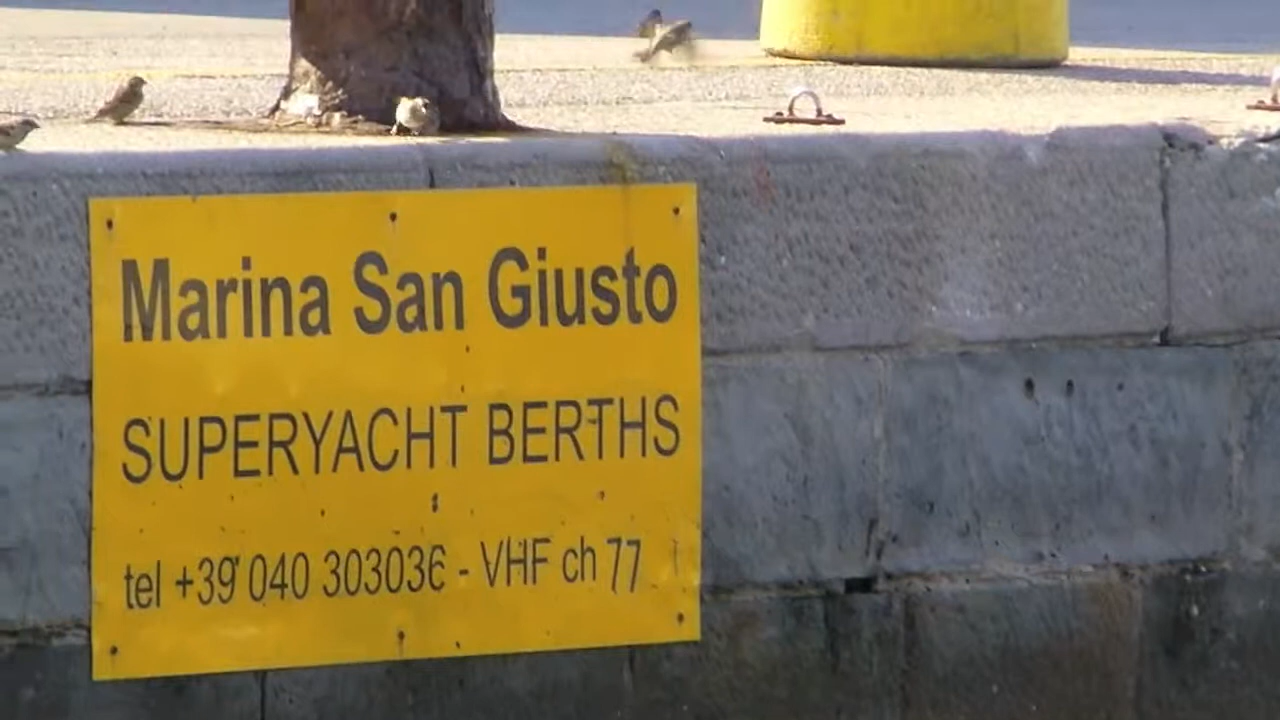 Marina San Giusto
SUPERYACHT BERTHS
tel +39 040 303036 - VHF ch 77